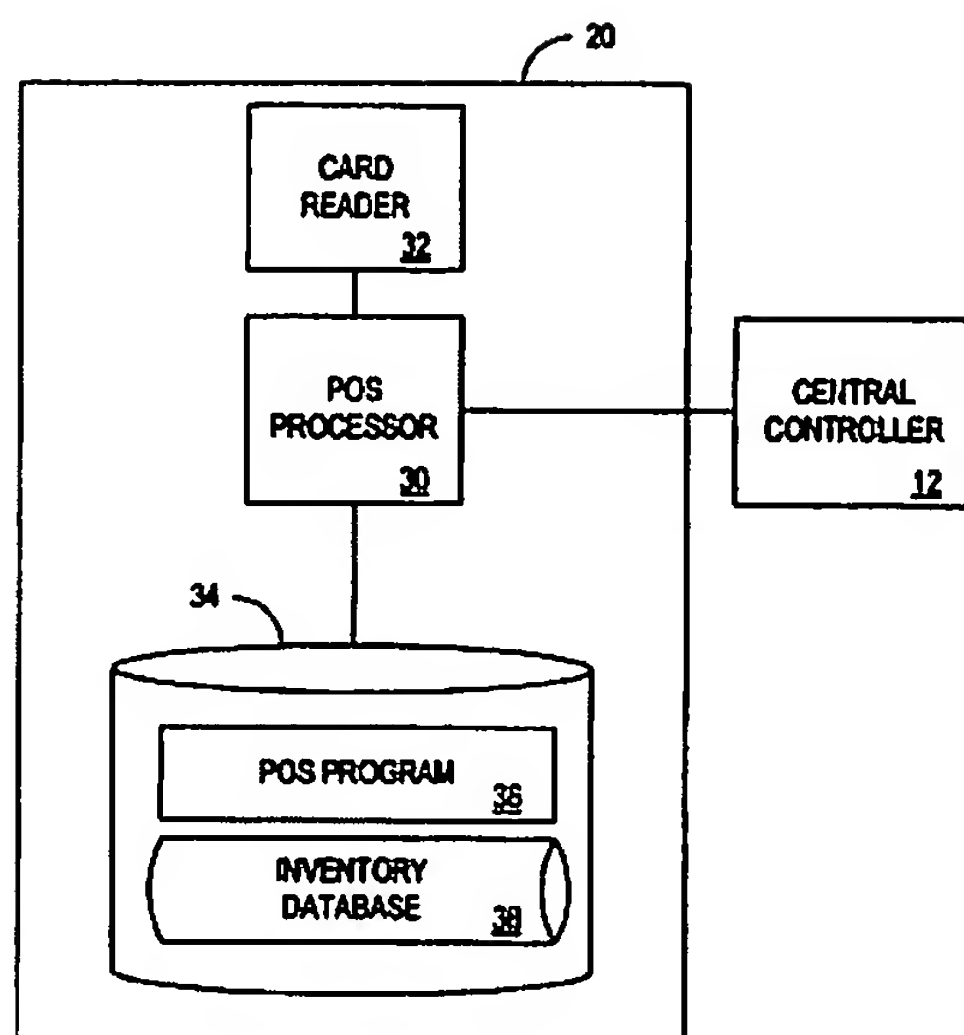 20
CARD
READER
32
POS
PROCESSOR
30
CENTRAL
CONTROLLER
12
34
POS PROGRAM
36
INVENTORY
DATABASE
38